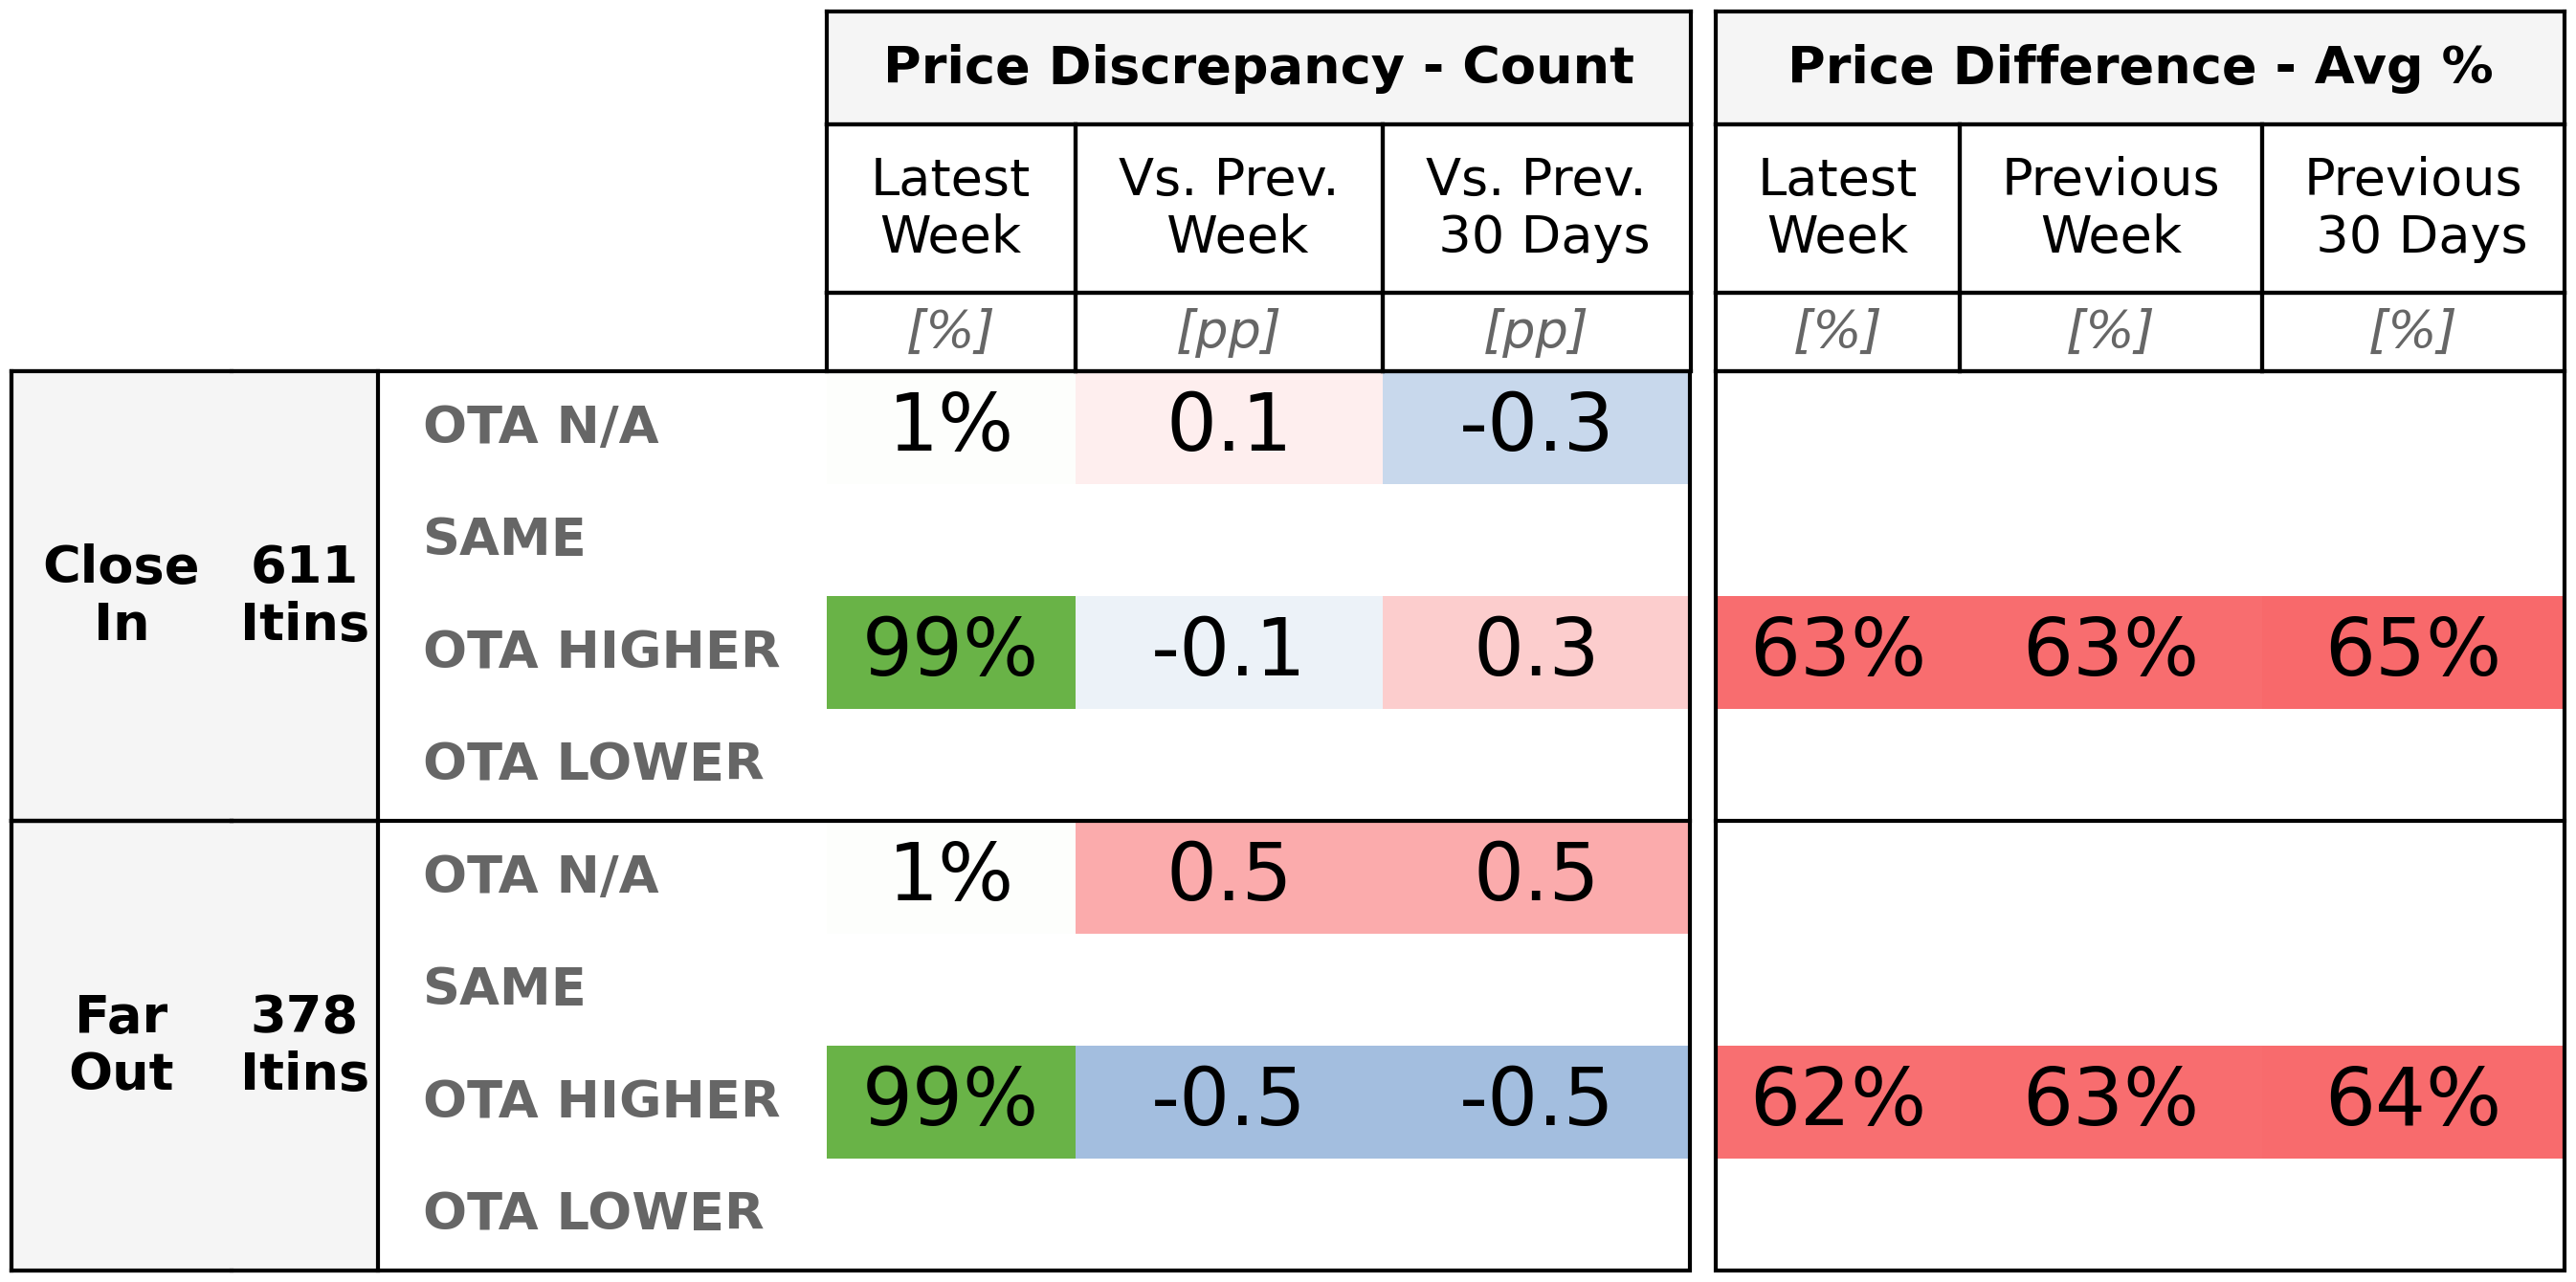 Price Discrepancy - Count Price Difference - Avg %
Latest Week Vs. Prev. Week Vs. Prev. 30 Days Latest Week Previous Week Previous 30 Days
[%] [pp] [pp] [%] [%] [%]
Close In 611 Itins
OTA N/A 1% 0.1 -0.3
SAME
OTA HIGHER 99% -0.1 0.3 63% 63% 65%
OTA LOWER
Far Out 378 Itins
OTA N/A 1% 0.5 0.5
SAME
OTA HIGHER 99% -0.5 -0.5 62% 63% 64%
OTA LOWER